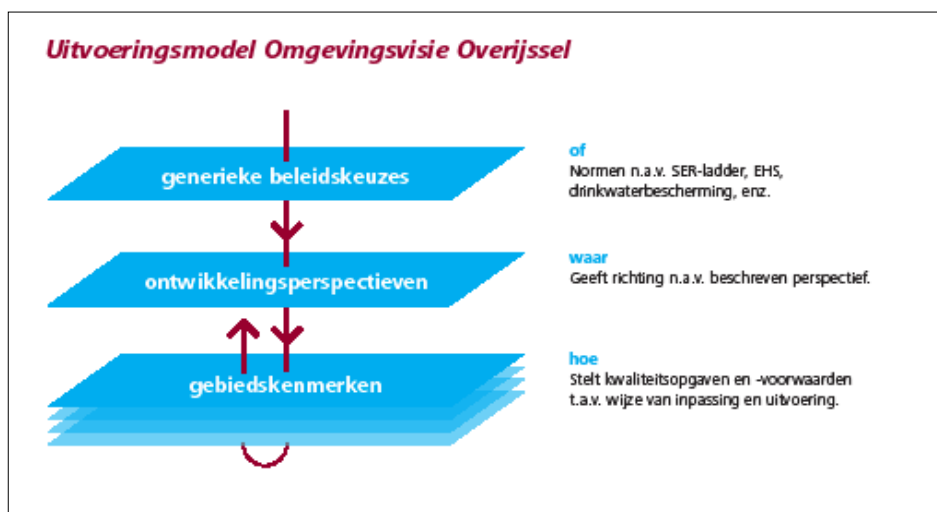 Uitvoeringsmodel Omgevingsvisie Overijssel
generieke beleidskeuzes
of
Normen n.a.v. SER-ladder, EHS,
drinkwaterbescherming, enz.
ontwikkelingsperspectieven
waar
Geeft richting n.a.v. beschreven perspectief.
gebiedskenmerken
hoe
Stelt kwaliteitsopgaven en -voorwaarden
t.a.v. wijze van inpassing en uitvoering.